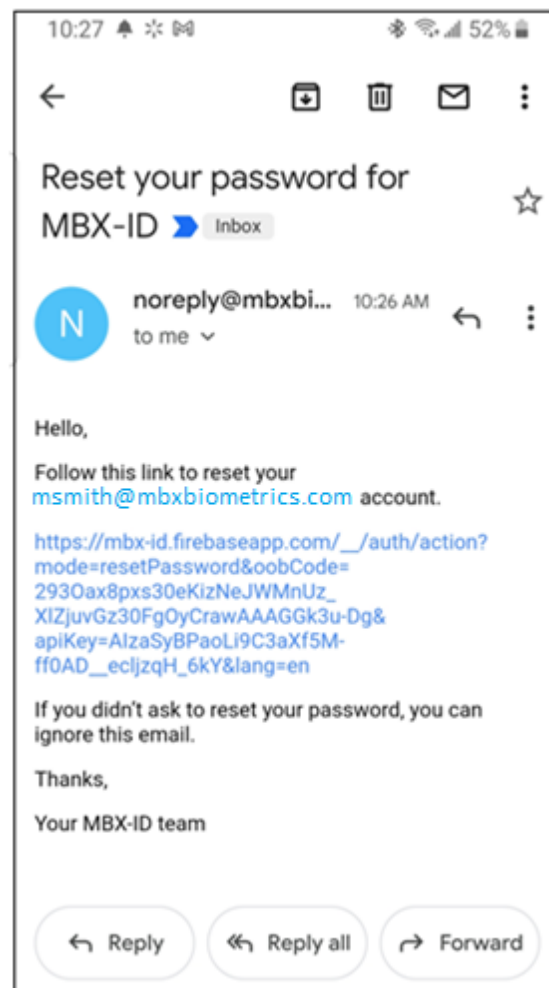 10:27 52%
Reset your password for
MBX-ID Inbox
N
noreply@mbxbi... 10:26 AM
to me
Hello,
Follow this link to reset your
msmith@mbxbiometrics.com account.
https://mbx-id.firebaseapp.com/__/auth/action?
mode=resetPassword&oobCode=
293Oax8pxs30eKizNeJWMnUz_
XlZjuvGz30FgOyCrawAAAGGk3u-Dg&
apiKey=AIzaSyBPaoLi9C3aXf5M-
ff0AD__ecljzqH_6kY&lang=en
If you didn't ask to reset your password, you can
ignore this email.
Thanks,
Your MBX-ID team
Reply Reply all Forward